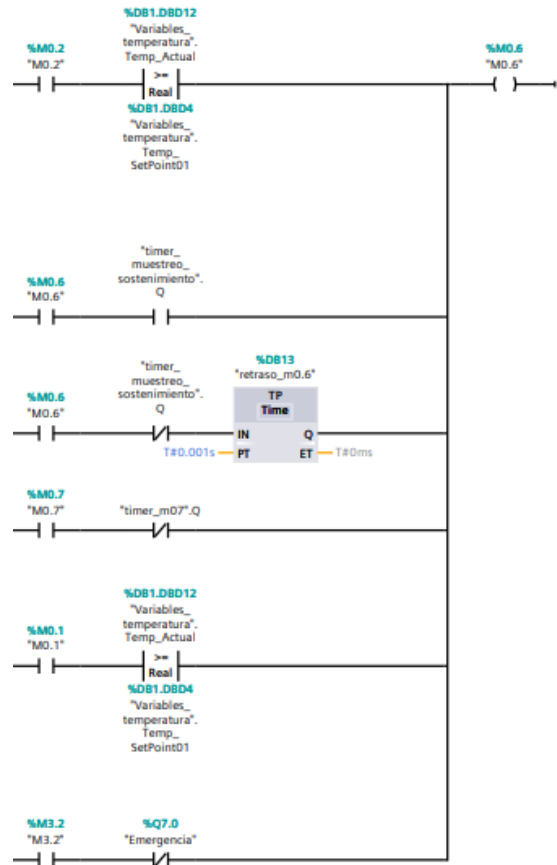 %DB1.DBD12
"Variables_
temperatura".
Temp_Actual
%M0.2
"M0.2"
>=
Real
%DB1.DBD4
"Variables_
temperatura".
Temp_
SetPoint01
%M0.6
"M0.6"
"timer_
muestreo_
sostenimiento".
Q
%M0.6
"M0.6"
"timer_
muestreo_
sostenimiento".
Q
%M0.6
"M0.6"
%DB13
"retraso_m0.6"
TP
Time
IN Q
T#0.001s PT ET T#0ms
%M0.7
"M0.7"
"timer_m07".Q
%DB1.DBD12
"Variables_
temperatura".
Temp_Actual
%M0.1
"M0.1"
>=
Real
%DB1.DBD4
"Variables_
temperatura".
Temp_
SetPoint01
%M3.2
"M3.2"
%Q7.0
"Emergencia"